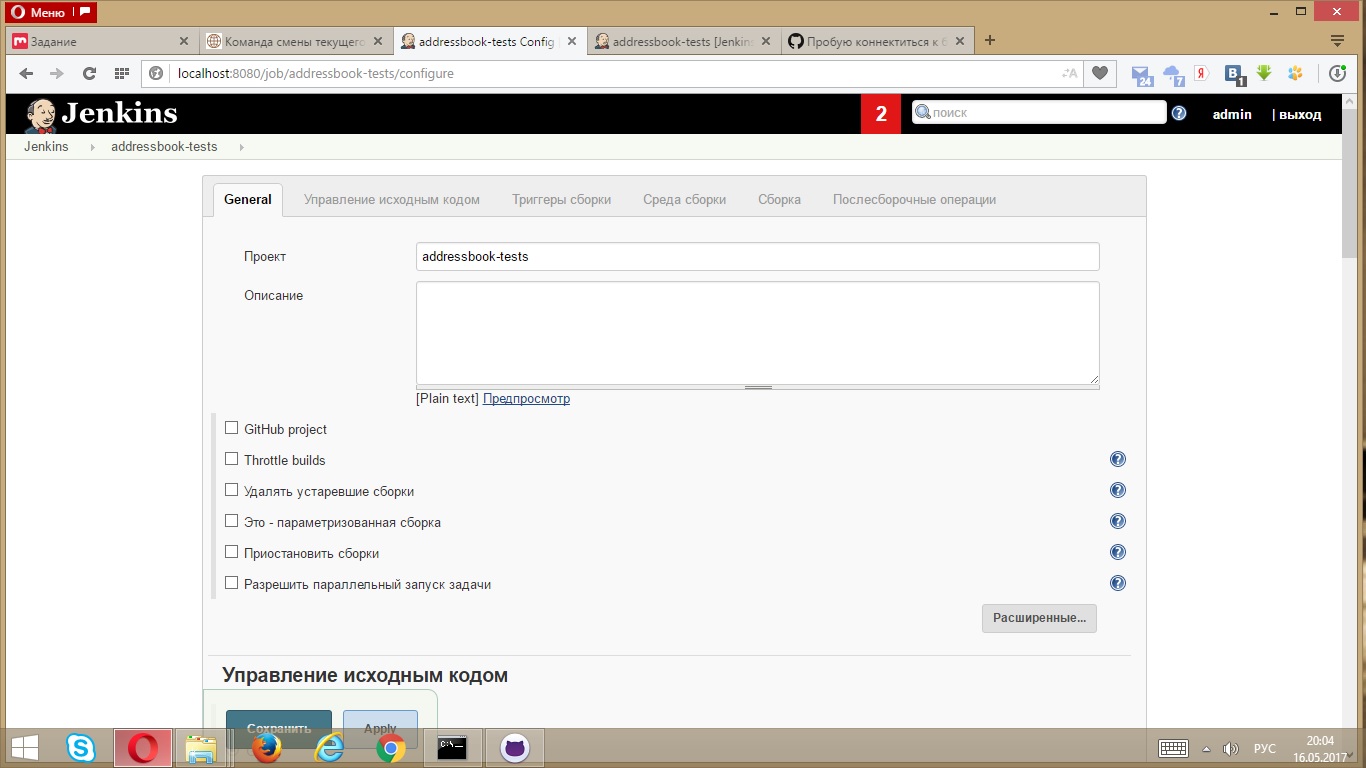 Меню
Задание
Команда смены текущего
addressbook-tests Config
addressbook-tests [Jenkins
Пробую коннектиться к б
localhost:8080/job/addressbook-tests/configure
24
7
Я
B 1
Jenkins
2
поиск
admin | выход
Jenkins addressbook-tests
General Управление исходным кодом Триггеры сборки Среда сборки Сборка Послесборочные операции
Проект addressbook-tests
Описание
[Plain text] Предпросмотр
GitHub project
Throttle builds
Удалять устаревшие сборки
Это - параметризованная сборка
Приостановить сборки
Разрешить параллельный запуск задачи
Расширенные...
Управление исходным кодом
Сохранить Apply
C:\
РУС
20:04
16.05.2017